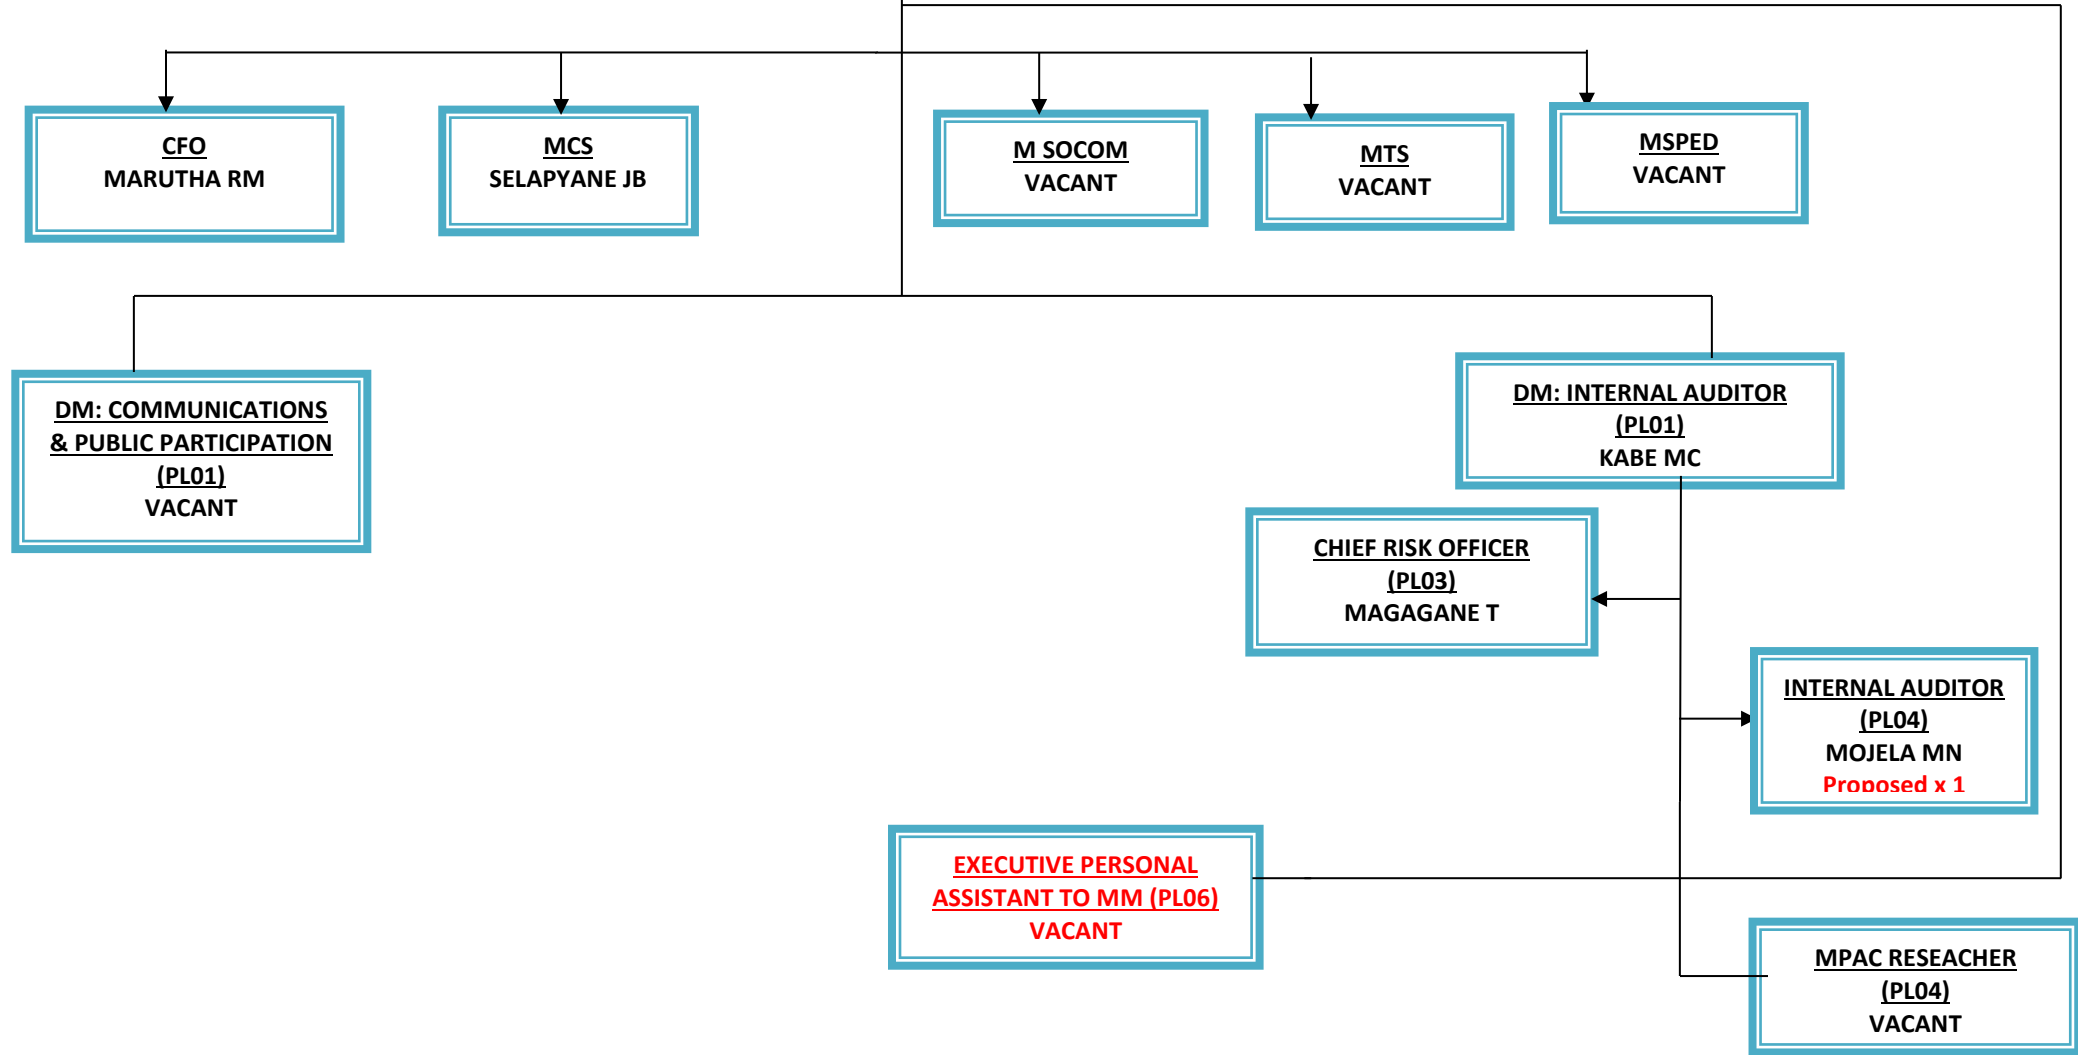 CFO
MARUTHA RM
MCS
SELAPYANE JB
M SOCOM
VACANT
MTS
VACANT
MSPED
VACANT
DM: COMMUNICATIONS
& PUBLIC PARTICIPATION
(PL01)
VACANT
DM: INTERNAL AUDITOR
(PL01)
KABE MC
CHIEF RISK OFFICER
(PL03)
MAGAGANE T
INTERNAL AUDITOR
(PL04)
MOJELA MN
Proposed x 1
EXECUTIVE PERSONAL
ASSISTANT TO MM (PL06)
VACANT
MPAC RESEACHER
(PL04)
VACANT